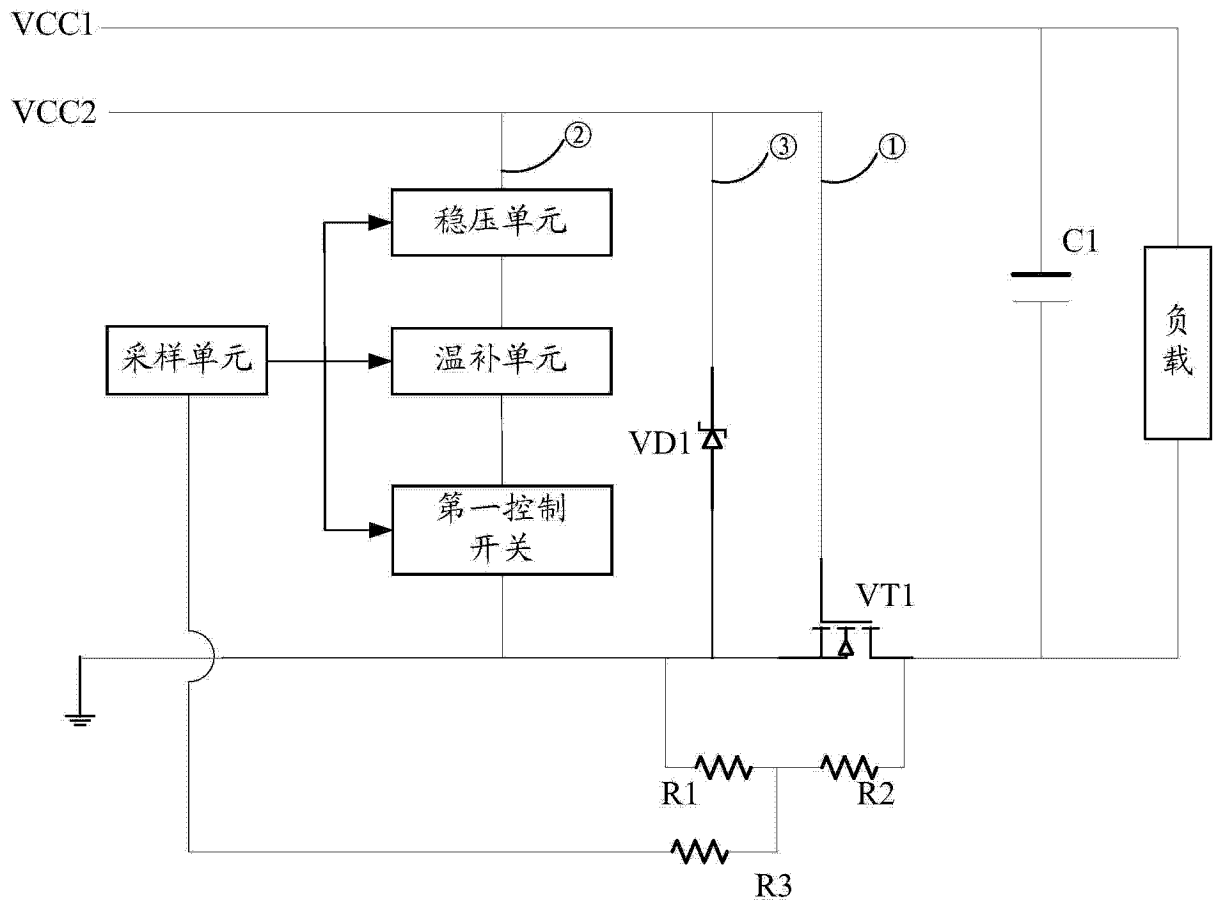 VCC1
VCC2
②
③
①
稳压单元
C1
采样单元
温补单元
负
载
VD1
第一控制
开关
VT1
R1
R2
R3